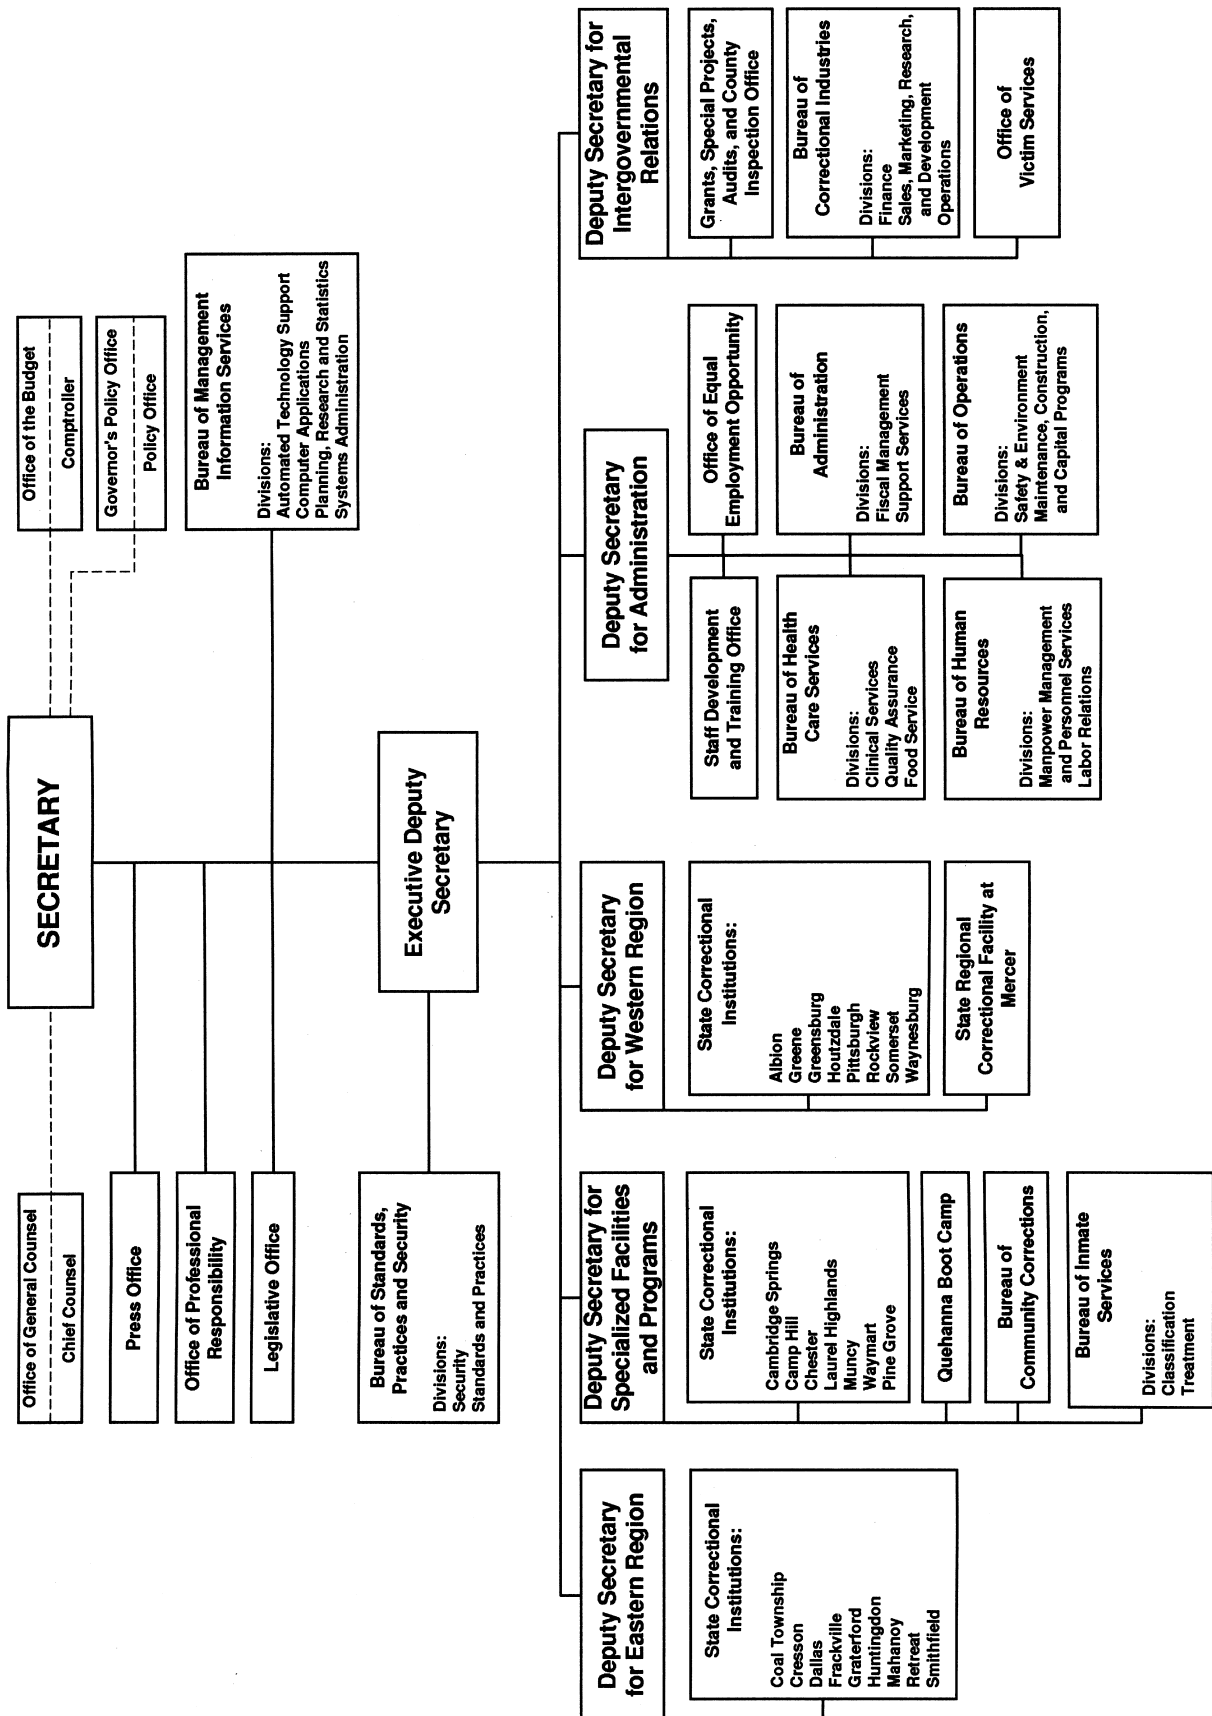 SECRETARY
Office of General Counsel
Chief Counsel
Office of the Budget
Comptroller
Governor's Policy Office
Policy Office
Press Office
Office of Professional
Responsibility
Legislative Office
Bureau of Management
Information Services
Divisions:
Automated Technology Support
Computer Applications
Planning, Research and Statistics
Systems Administration
Executive Deputy
Secretary
Bureau of Standards,
Practices and Security
Divisions:
Security
Standards and Practices
Deputy Secretary
for Eastern Region
State Correctional
Institutions:
Coal Township
Cresson
Dallas
Frackville
Graterford
Huntingdon
Mahanoy
Retreat
Smithfield
Deputy Secretary for
Specialized Facilities
and Programs
State Correctional
Institutions:
Cambridge Springs
Camp Hill
Chester
Laurel Highlands
Muncy
Waymart
Pine Grove
Quehanna Boot Camp
Bureau of
Community Corrections
Bureau of Inmate
Services
Divisions:
Classification
Treatment
Deputy Secretary
for Western Region
State Correctional
Institutions:
Albion
Greene
Greensburg
Houtzdale
Pittsburgh
Rockview
Somerset
Waynesburg
State Regional
Correctional Facility at
Mercer
Deputy Secretary
for Administration
Staff Development
and Training Office
Office of Equal
Employment Opportunity
Bureau of Health
Care Services
Divisions:
Clinical Services
Quality Assurance
Food Service
Bureau of
Administration
Divisions:
Fiscal Management
Support Services
Bureau of Human
Resources
Divisions:
Manpower Management
and Personnel Services
Labor Relations
Bureau of Operations
Divisions:
Safety & Environment
Maintenance, Construction,
and Capital Programs
Deputy Secretary for
Intergovernmental
Relations
Grants, Special Projects,
Audits, and County
Inspection Office
Bureau of
Correctional Industries
Divisions:
Finance
Sales, Marketing, Research,
and Development
Operations
Office of
Victim Services